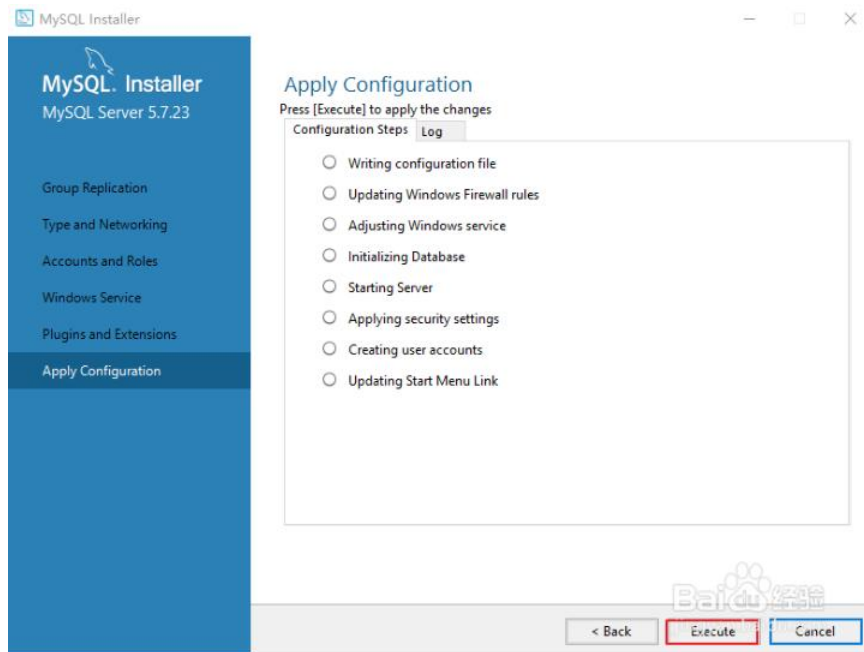 MySQL Installer
MySQL. Installer
MySQL Server 5.7.23
Group Replication
Type and Networking
Accounts and Roles
Windows Service
Plugins and Extensions
Apply Configuration
Apply Configuration
Press [Execute] to apply the changes
Configuration Steps Log
Writing configuration file
Updating Windows Firewall rules
Adjusting Windows service
Initializing Database
Starting Server
Applying security settings
Creating user accounts
Updating Start Menu Link
Baidu 经验
< Back Execute Cancel